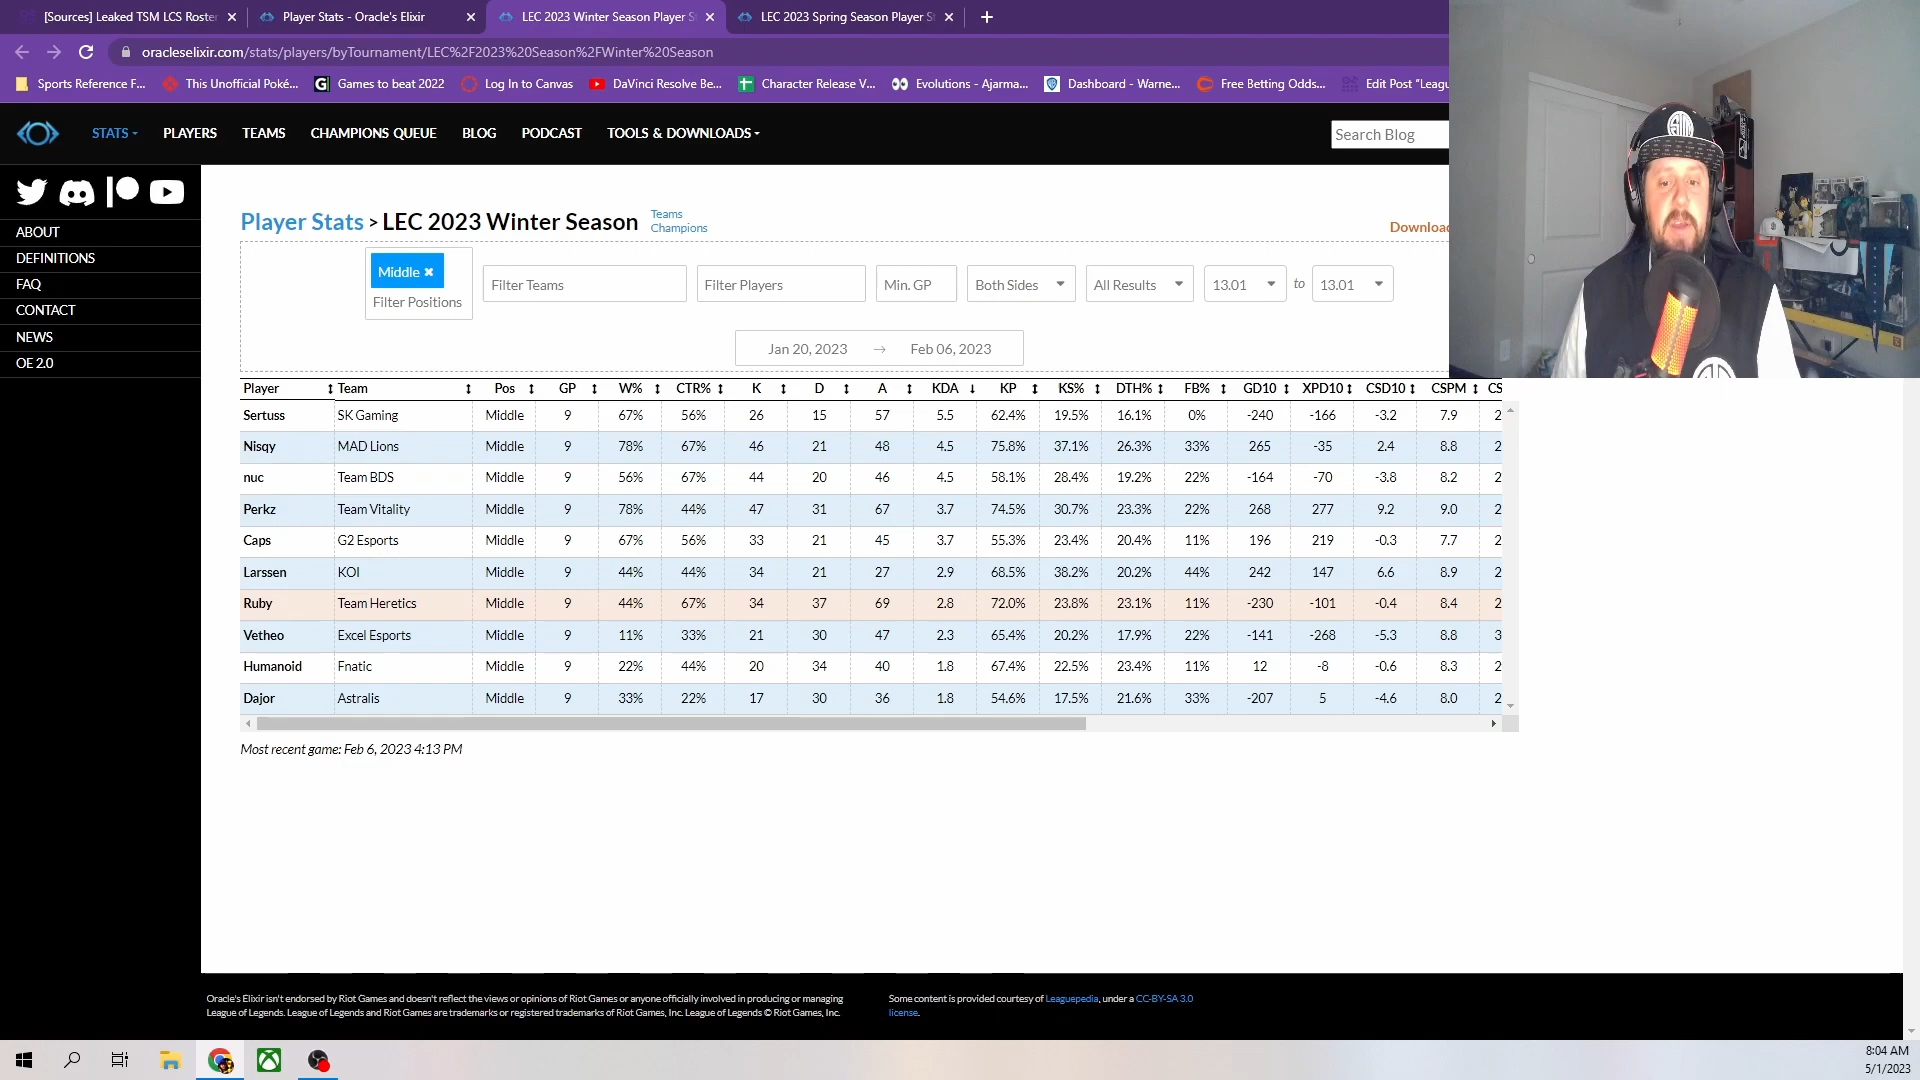 [Sources] Leaked TSM LCS Roster
Player Stats - Oracle's Elixir
LEC 2023 Winter Season Player S
LEC 2023 Spring Season Player St
oracleselixir.com/stats/players/byTournament/LEC%2F2023%20Season%2FWinter%20Season
Sports Reference F...
This Unofficial Poké...
Games to beat 2022
Log In to Canvas
DaVinci Resolve Be...
Character Release V...
Evolutions - Ajarma...
Dashboard - Warne...
Free Betting Odds...
Edit Post "Leagu
STATS PLAYERS TEAMS CHAMPIONS QUEUE BLOG PODCAST TOOLS & DOWNLOADS
Search Blog
ABOUT
DEFINITIONS
FAQ
CONTACT
NEWS
OE 2.0
Player Stats > LEC 2023 Winter Season
Teams
Champions
Download
Middle ✖
Filter Positions
Filter Teams
Filter Players
Min. GP
Both Sides
All Results
13.01 to 13.01
Jan 20, 2023 → Feb 06, 2023
Player Team Pos GP W% CTR% K D A KDA KP KS% DTH% FB% GD10 XPD10 CSD10 CSPM CS
Sertuss SK Gaming Middle 9 67% 56% 26 15 57 5.5 62.4% 19.5% 16.1% 0% -240 -166 -3.2 7.9 2
Nisqy MAD Lions Middle 9 78% 67% 46 21 48 4.5 75.8% 37.1% 26.3% 33% 265 -35 2.4 8.8 2
nuc Team BDS Middle 9 56% 67% 44 20 46 4.5 58.1% 28.4% 19.2% 22% -164 -70 -3.8 8.2 2
Perkz Team Vitality Middle 9 78% 44% 47 31 67 3.7 74.5% 30.7% 23.3% 22% 268 277 9.2 9.0 2
Caps G2 Esports Middle 9 67% 56% 33 21 45 3.7 55.3% 23.4% 20.4% 11% 196 219 -0.3 7.7 2
Larssen KOI Middle 9 44% 44% 34 21 27 2.9 68.5% 38.2% 20.2% 44% 242 147 6.6 8.9 2
Ruby Team Heretics Middle 9 44% 67% 34 37 69 2.8 72.0% 23.8% 23.1% 11% -230 -101 -0.4 8.4 2
Vetheo Excel Esports Middle 9 11% 33% 21 30 47 2.3 65.4% 20.2% 17.9% 22% -141 -268 -5.3 8.8 3
Humanoid Fnatic Middle 9 22% 44% 20 34 40 1.8 67.4% 22.5% 23.4% 11% 12 -8 -0.6 8.3 2
Dajor Astralis Middle 9 33% 22% 17 30 36 1.8 54.6% 17.5% 21.6% 33% -207 5 -4.6 8.0 2
Most recent game: Feb 6, 2023 4:13 PM
Oracle's Elixir isn't endorsed by Riot Games and doesn't reflect the views or opinions of Riot Games or anyone officially involved in producing or managing
League of Legends. League of Legends and Riot Games are trademarks or registered trademarks of Riot Games, Inc. League of Legends © Riot Games, Inc.
Some content is provided courtesy of Leaguepedia, under a CC-BY-SA 3.0
license.
8:04 AM
5/1/2023